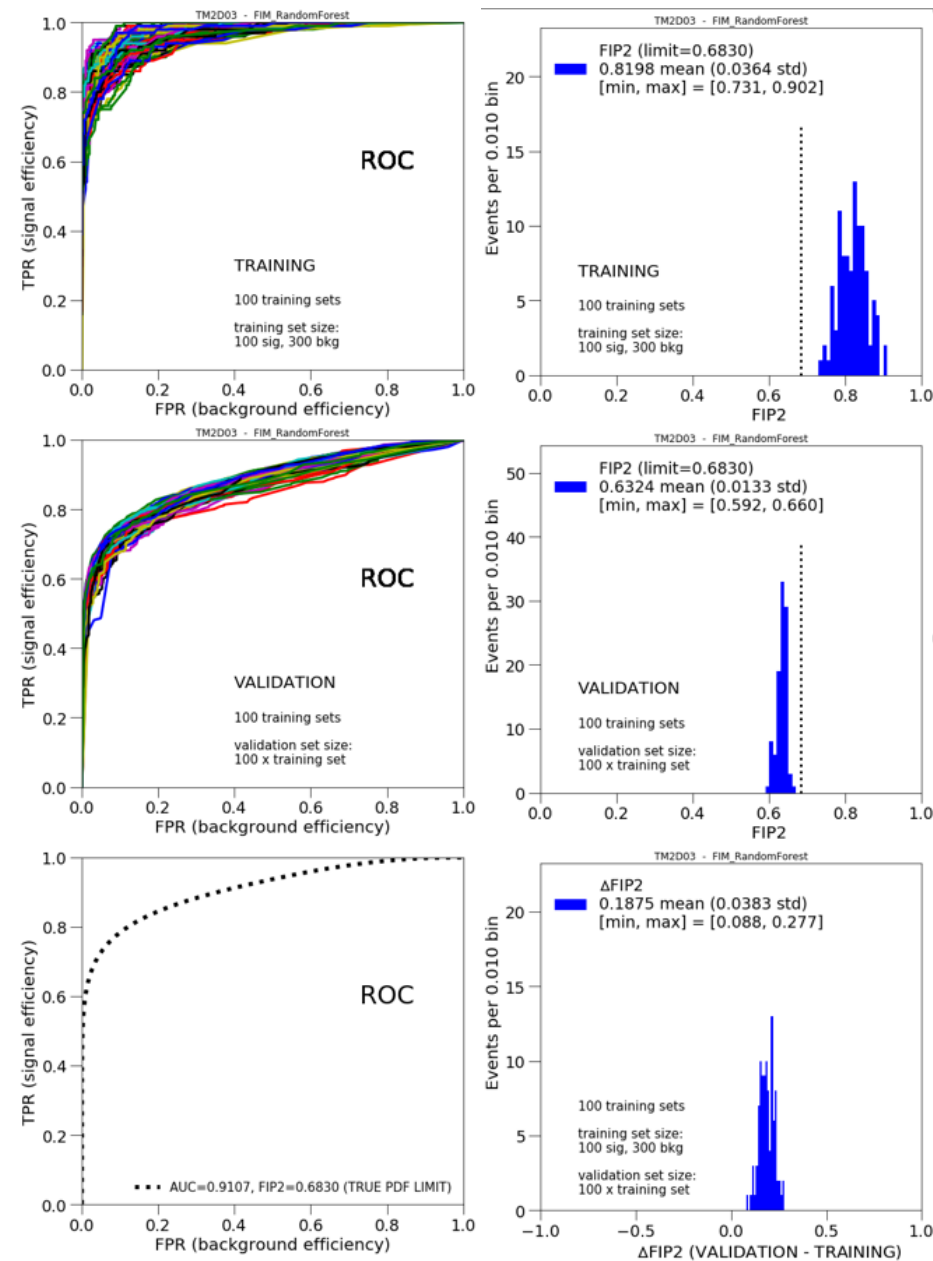 TM2D03 - FIM_RandomForest
1.0
0.8
0.6
0.4
0.2
0.0
TPR (signal efficiency)
ROC
TRAINING
100 training sets
training set size:
100 sig, 300 bkg
0.0 0.2 0.4 0.6 0.8 1.0
FPR (background efficiency)
TM2D03 - FIM_RandomForest
20
15
10
5
0
Events per 0.010 bin
FIP2 (limit=0.6830)
0.8198 mean (0.0364 std)
[min, max] = [0.731, 0.902]
TRAINING
100 training sets
training set size:
100 sig, 300 bkg
0.0 0.2 0.4 0.6 0.8 1.0
FIP2
TM2D03 - FIM_RandomForest
1.0
0.8
0.6
0.4
0.2
0.0
TPR (signal efficiency)
ROC
VALIDATION
100 training sets
validation set size:
100 x training set
0.0 0.2 0.4 0.6 0.8 1.0
FPR (background efficiency)
TM2D03 - FIM_RandomForest
50
40
30
20
10
0
Events per 0.010 bin
FIP2 (limit=0.6830)
0.6324 mean (0.0133 std)
[min, max] = [0.592, 0.660]
VALIDATION
100 training sets
validation set size:
100 x training set
0.0 0.2 0.4 0.6 0.8 1.0
FIP2
1.0
0.8
0.6
0.4
0.2
0.0
TPR (signal efficiency)
ROC
AUC=0.9107, FIP2=0.6830 (TRUE PDF LIMIT)
0.0 0.2 0.4 0.6 0.8 1.0
FPR (background efficiency)
TM2D03 - FIM_RandomForest
20
15
10
5
0
Events per 0.010 bin
ΔFIP2
0.1875 mean (0.0383 std)
[min, max] = [0.088, 0.277]
100 training sets
training set size:
100 sig, 300 bkg
validation set size:
100 x training set
−1.0 −0.5 0.0 0.5 1.0
ΔFIP2 (VALIDATION - TRAINING)